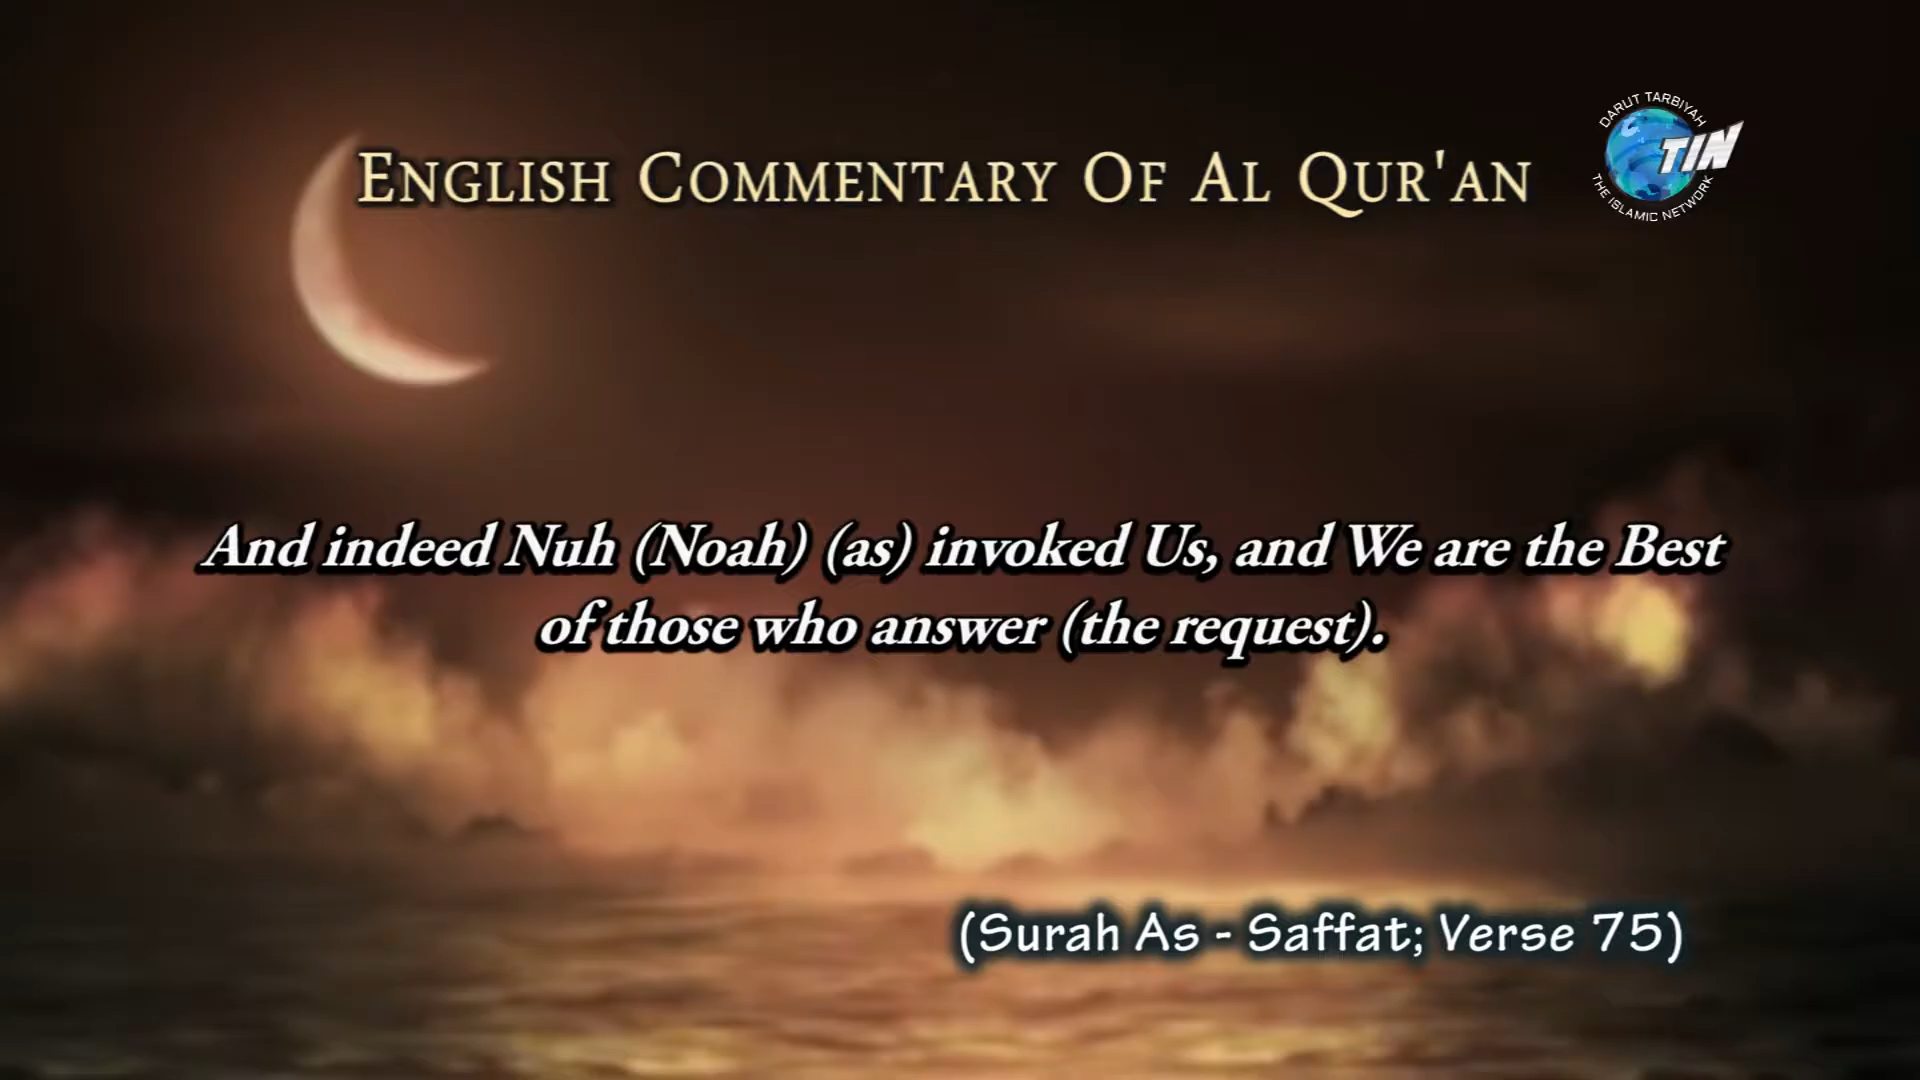 ENGLISH COMMENTARY OF AL QUR'AN
DARUT TARBIYAH
TIN
THE ISLAMIC NETWORK
And indeed Nuh (Noah) (as) invoked Us, and We are the Best
of those who answer (the request).
(Surah As - Saffat; Verse 75)